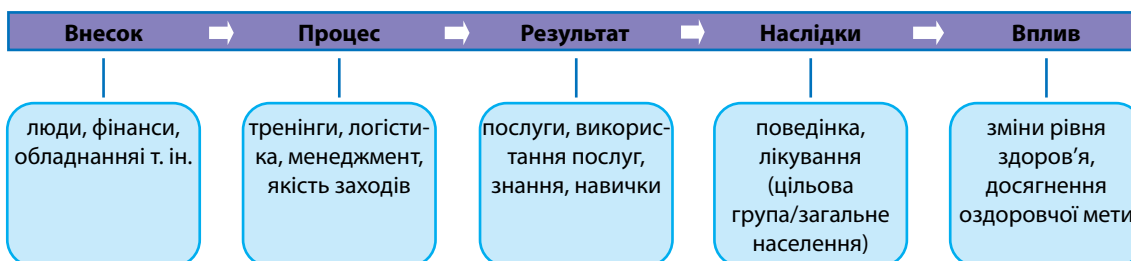 Внесок
Процес
Результат
Наслідки
Вплив
люди, фінанси,
обладнанняі т. ін.
тренінги, логісти-
ка, менеджмент,
якість заходів
послуги, викорис-
тання послуг,
знання, навички
поведінка,
лікування
(цільова
група/загальне
населення)
зміни рівня
здоров’я,
досягнення
оздоровчої мети